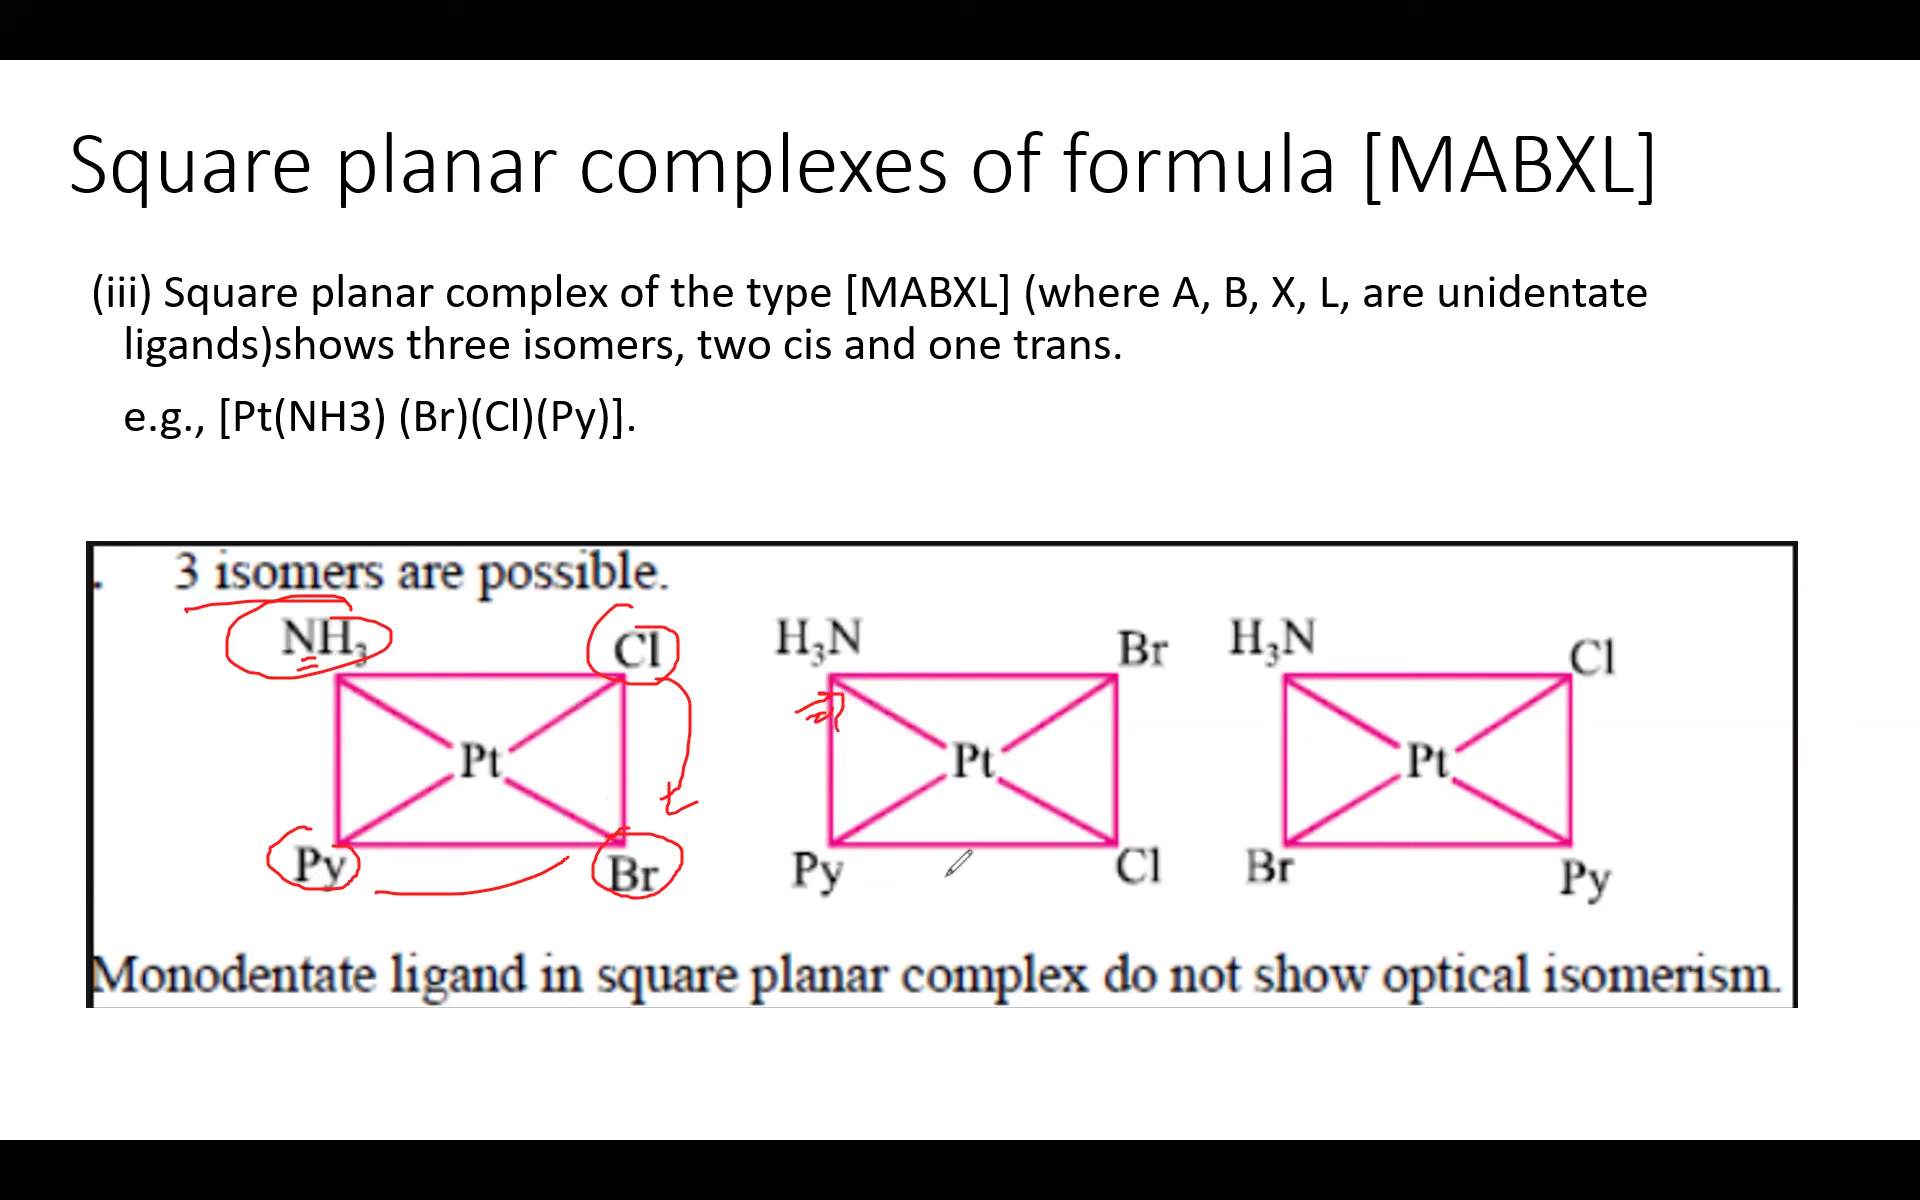 Square planar complexes of formula [MABXL]
(iii) Square planar complex of the type [MABXL] (where A, B, X, L, are unidentate
ligands)shows three isomers, two cis and one trans.
e.g., [Pt(NH3) (Br)(Cl)(Py)].
. 3 isomers are possible.
NH₃ Cl H₃N Br H₃N Cl
Pt Pt Pt
Py Br Py Cl Br Py
Monodentate ligand in square planar complex do not show optical isomerism.